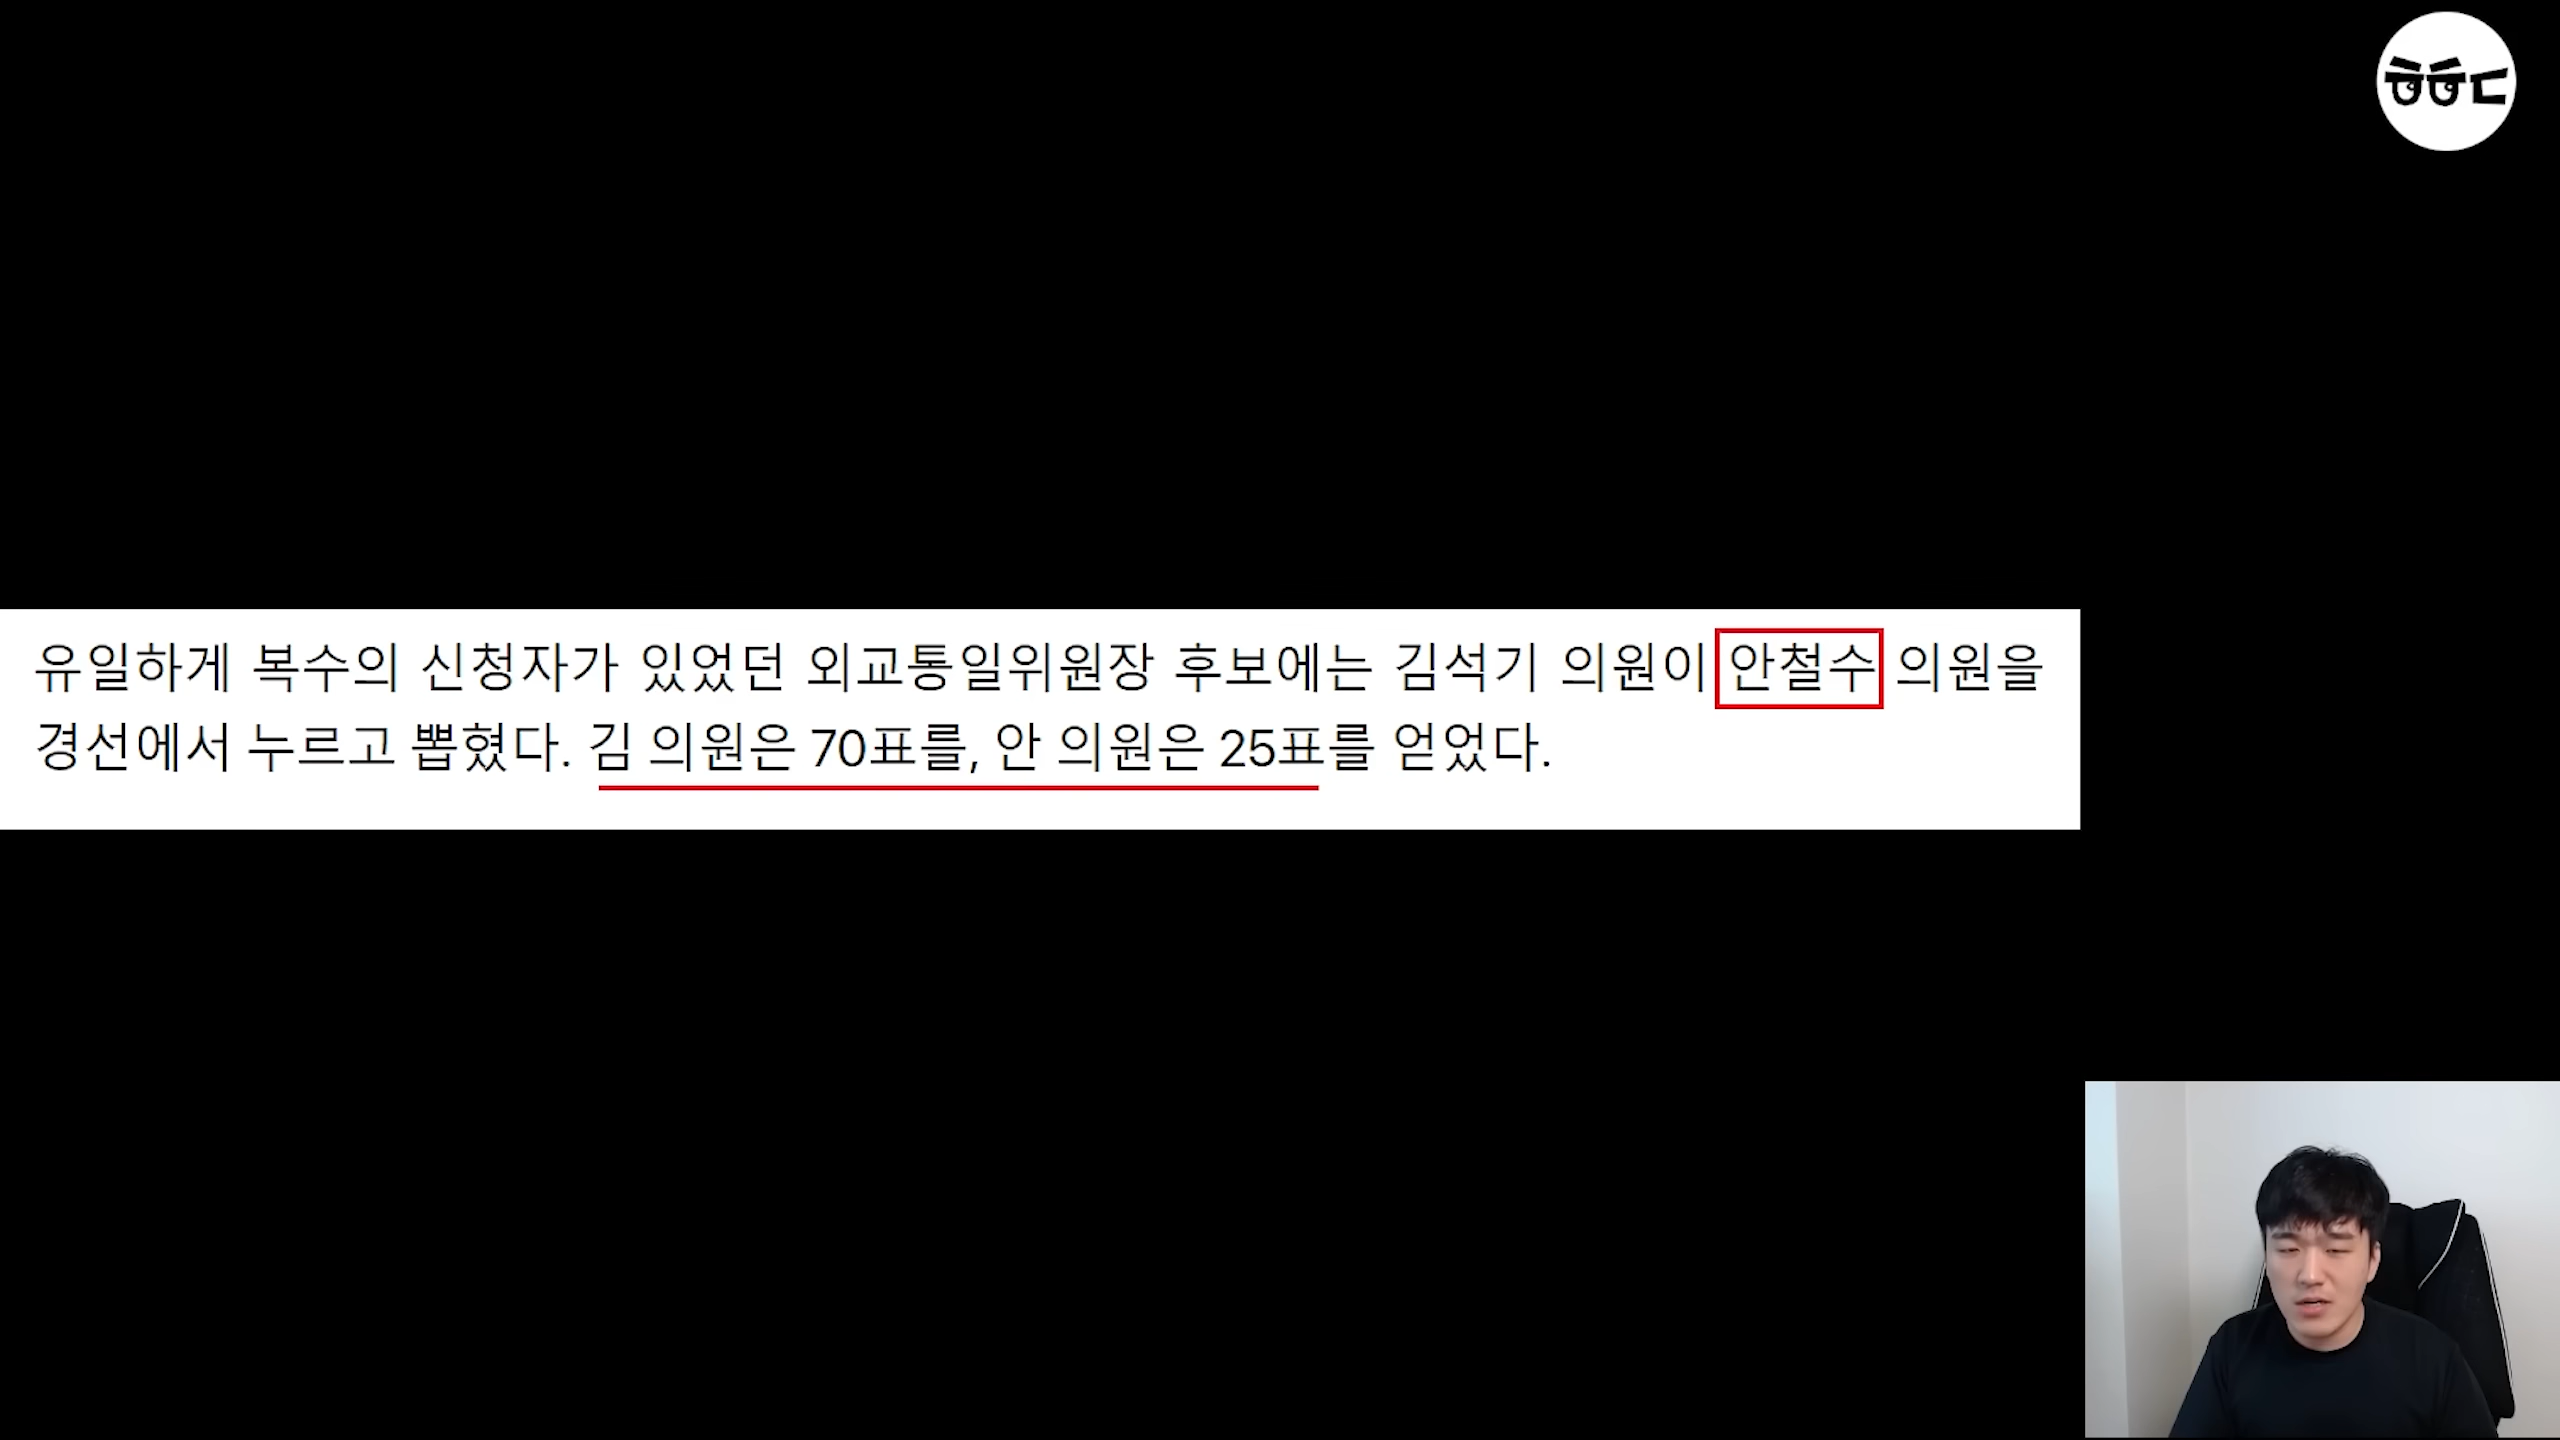 ㅎㅎㄷ
유일하게 복수의 신청자가 있었던 외교통일위원장 후보에는 김석기 의원이 안철수 의원을
경선에서 누르고 뽑혔다. 김 의원은 70표를, 안 의원은 25표를 얻었다.